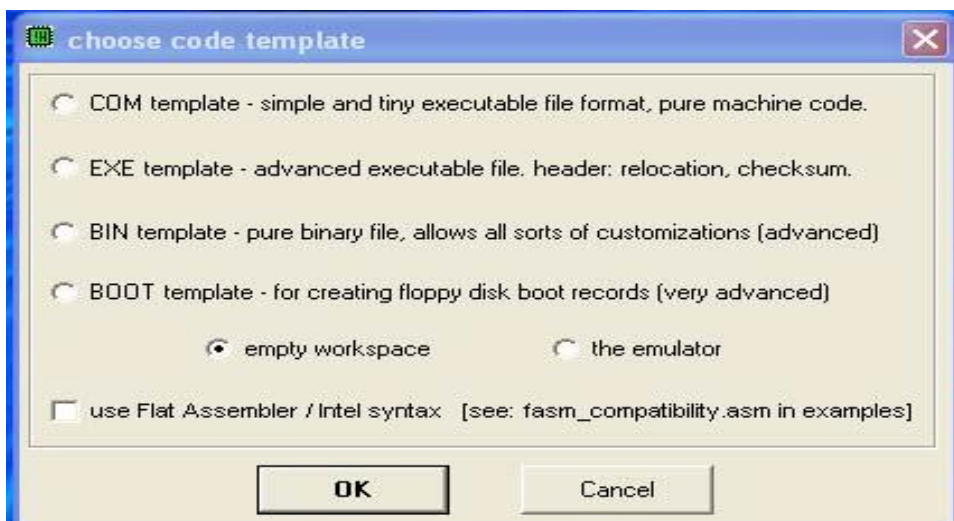 choose code template
COM template - simple and tiny executable file format, pure machine code.
EXE template - advanced executable file. header: relocation, checksum.
BIN template - pure binary file, allows all sorts of customizations (advanced)
BOOT template - for creating floppy disk boot records (very advanced)
empty workspace the emulator
use Flat Assembler / Intel syntax [see: fasm_compatibility.asm in examples]
OK Cancel